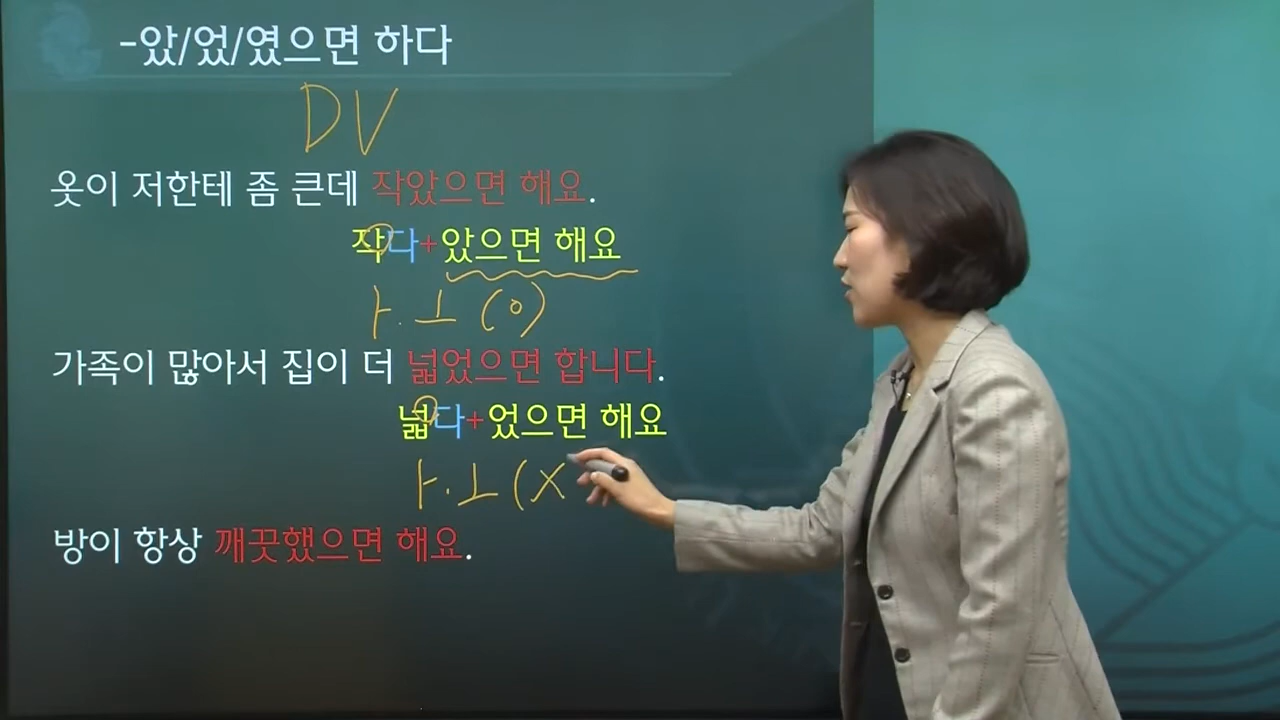 -았/었/였으면 하다
DV
옷이 저한테 좀 큰데 작았으면 해요.
작다+았으면 해요
ㅏ.ㅗ (o)
가족이 많아서 집이 더 넓었으면 합니다.
넓다+었으면 해요
ㅏ.ㅗ (X
방이 항상 깨끗했으면 해요.